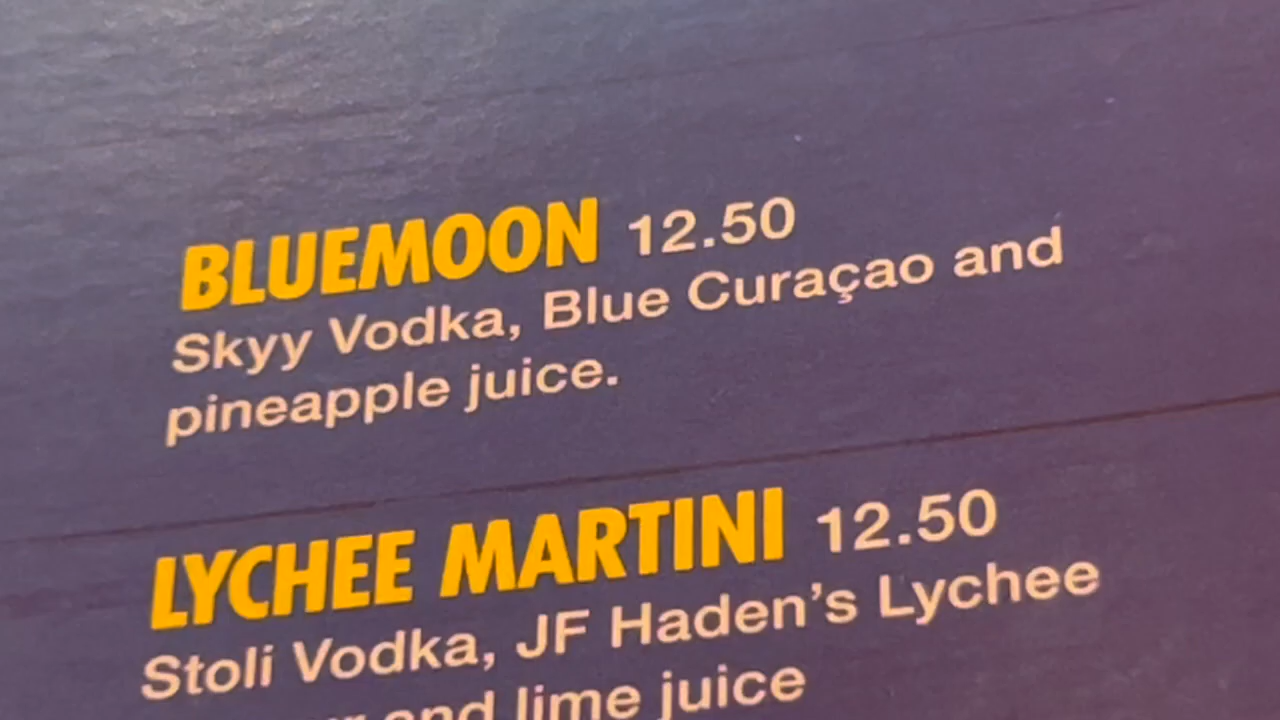 BLUEMOON 12.50
Skyy Vodka, Blue Curaçao and
pineapple juice.
LYCHEE MARTINI 12.50
Stoli Vodka, JF Haden's Lychee
and lime juice